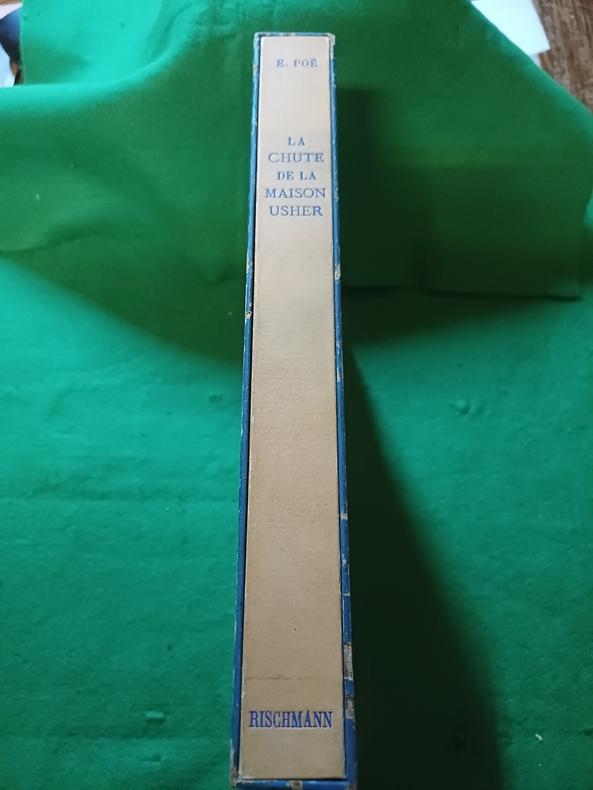 E. POË
LA
CHUTE
DE LA
MAISON
USHER
RISCHMANN